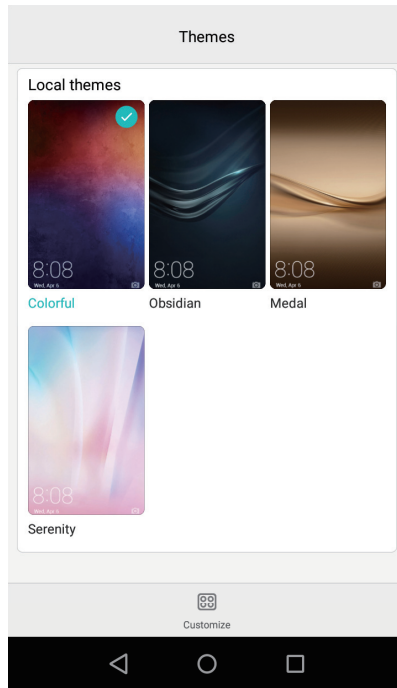 Themes
Local themes
8:08
Wed, Apr 6
8:08
Wed, Apr 6
8:08
Wed, Apr 6
Colorful
Obsidian
Medal
8:08
Wed, Apr 6
Serenity
Customize